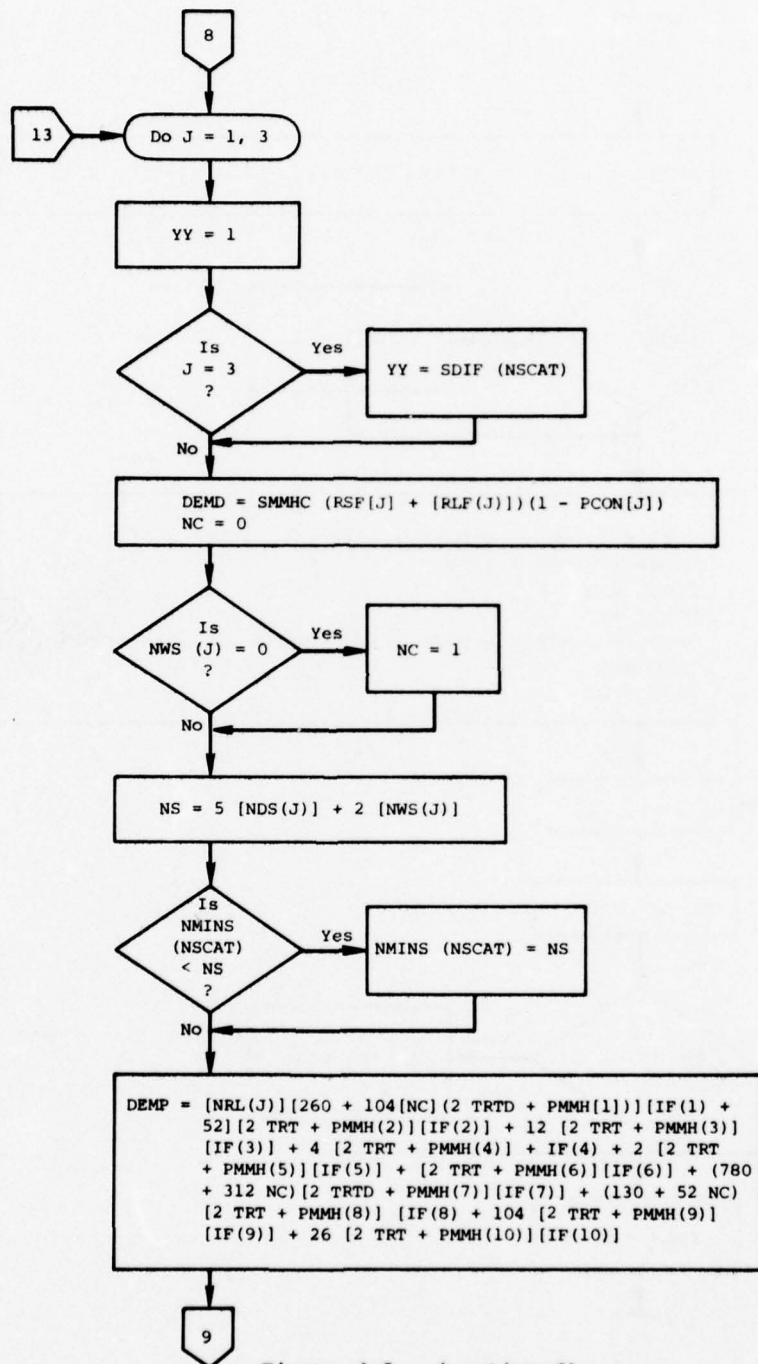 8
13
Do J = 1, 3
YY = 1
Is
J = 3
?
Yes
YY = SDIF (NSCAT)
No
DEMD = SMMHC (RSF[J] + [RLF(J)])(1 - PCON[J])
NC = 0
Is
NWS (J) = 0
?
Yes
NC = 1
No
NS = 5 [NDS(J)] + 2 [NWS(J)]
Is
NMINS
(NSCAT)
< NS
?
Yes
NMINS (NSCAT) = NS
No
DEMP = [NRL(J)][260 + 104[NC](2 TRTD + PMMH[1])][IF(1) +
52][2 TRT + PMMH(2)][IF(2)] + 12 [2 TRT + PMMH(3)]
[IF(3)] + 4 [2 TRT + PMMH(4)] + IF(4) + 2 [2 TRT
+ PMMH(5)][IF(5)] + [2 TRT + PMMH(6)][IF(6)] + (780
+ 312 NC)[2 TRTD + PMMH(7)][IF(7)] + (130 + 52 NC)
[2 TRT + PMMH(8)] [IF(8) + 104 [2 TRT + PMMH(9)]
[IF(9)] + 26 [2 TRT + PMMH(10)][IF(10)]
9